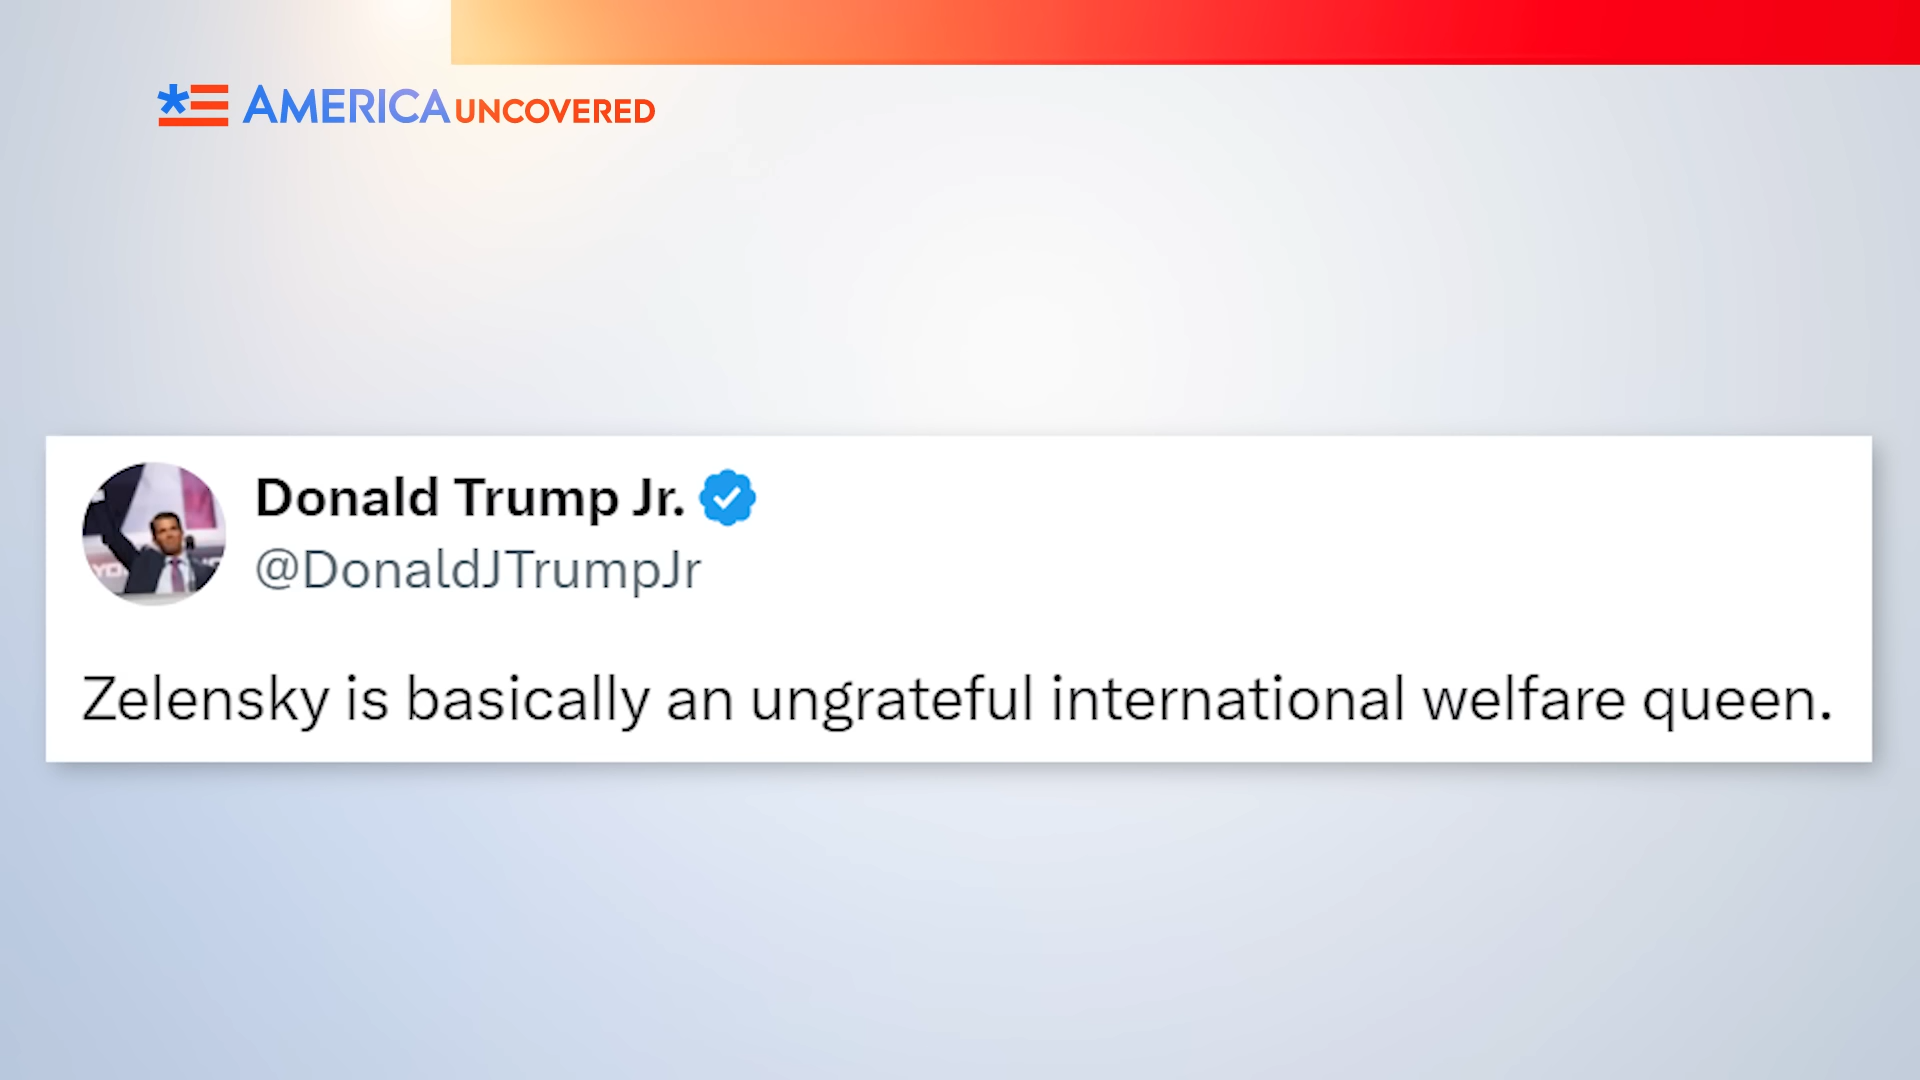 AMERICA UNCOVERED
Donald Trump Jr.
@DonaldJTrumpJr
Zelensky is basically an ungrateful international welfare queen.